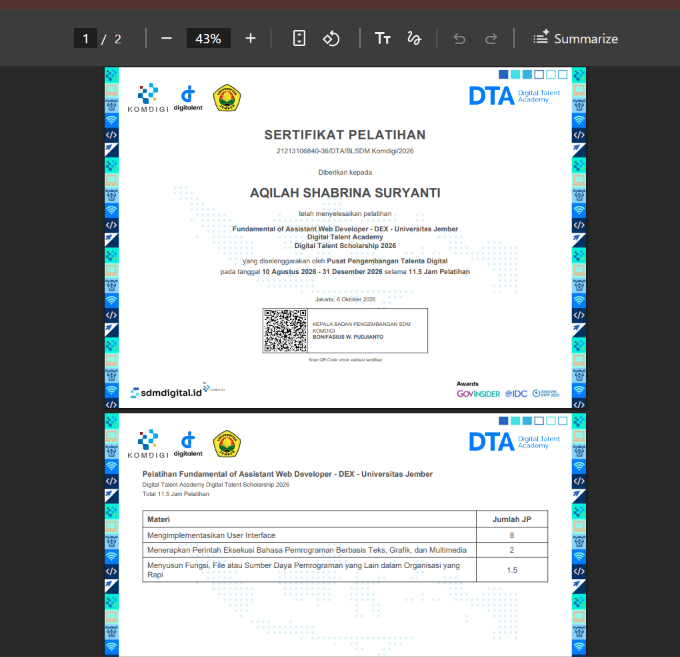 1 / 2
43%
Summarize
KOMDIGI
digitalent
DTA Digital Talent Academy
SERTIFIKAT PELATIHAN
21213106840-36/DTA/BLSDM.Komdigi/2026
Diberikan kepada
AQILAH SHABRINA SURYANTI
telah menyelesaikan pelatihan
Fundamental of Assistant Web Developer - DEX - Universitas Jember
Digital Talent Academy
Digital Talent Scholarship 2026
yang diselenggarakan oleh Pusat Pengembangan Talenta Digital
pada tanggal 10 Agustus 2026 - 31 Desember 2026 selama 11.5 Jam Pelatihan
Jakarta, 6 Oktober 2026
KEPALA BADAN PENGEMBANGAN SDM
KOMDIGI
BONIFASIUS W. PUDJIANTO
Scan QR Code untuk validasi sertifikat
sdmdigital.id
Awards
GOVINSIDER IDC
KOMDIGI
digitalent
DTA Digital Talent Academy
Pelatihan Fundamental of Assistant Web Developer - DEX - Universitas Jember
Digital Talent Academy Digital Talent Scholarship 2026
Total 11.5 Jam Pelatihan
Materi Jumlah JP
Mengimplementasikan User Interface 8
Menerapkan Perintah Eksekusi Bahasa Pemrograman Berbasis Teks, Grafik, dan Multimedia 2
Menyusun Fungsi, File atau Sumber Daya Pemrograman yang Lain dalam Organisasi yang
Rapi 1.5